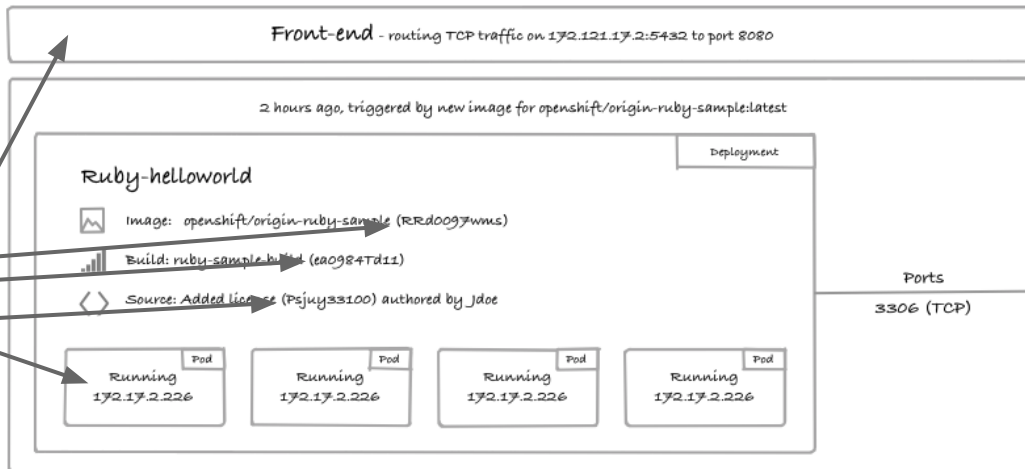 Front-end - routing TCP traffic on 172.121.17.2:5432 to port 8080
2 hours ago, triggered by new image for openshift/origin-ruby-sample:latest
Deployment
Ruby-helloworld
Image: openshift/origin-ruby-sample (RRd0097wms)
Build: ruby-sample-build (ea0984Td11)
Source: Added license (Psjuy33100) authored by Jdoe
Ports
3306 (TCP)
Pod
Running
172.17.2.226
Pod
Running
172.17.2.226
Pod
Running
172.17.2.226
Pod
Running
172.17.2.226